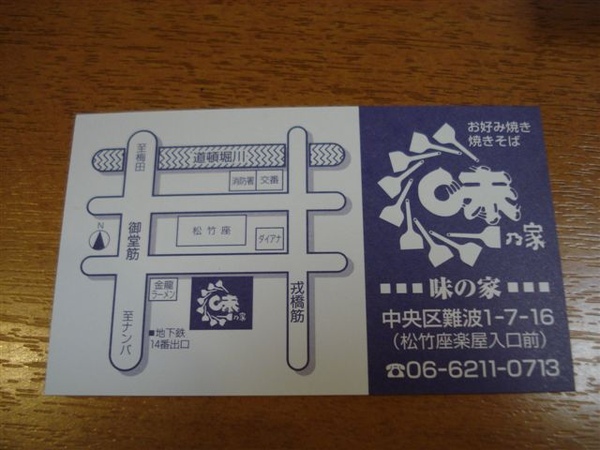 至梅田
道頓堀川
消防署
交番
N
御堂筋
松竹座
ダイアナ
戎橋筋
金龍
ラーメン
味乃家
至ナンバ
■地下鉄
14番出口
お好み焼き
焼きそば
味乃家
■■■味の家■■■
中央区難波1-7-16
(松竹座楽屋入口前)
☎06-6211-0713